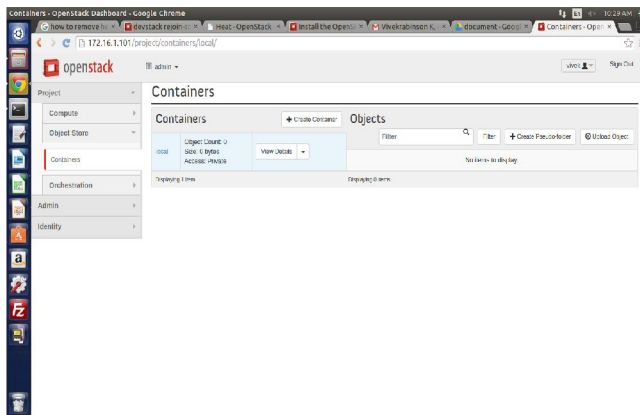 Containers - OpenStack Dashboard - Google Chrome
10:29 AM
how to remove he
devstack rejoin-s
Heat - OpenStack
Install the OpenS
Vivekrabinson K,
document - Googl
Containers - Open
172.16.1.101/project/containers/local/
openstack
admin
vivek
Sign Out
Project
Compute
Object Store
Containers
Orchestration
Admin
Identity
Containers
Containers
+ Create Container
local
Object Count: 0
Size: 0 bytes
Access: Private
View Details
Displaying 1 item
Objects
Filter
Filter
+ Create Pseudo-folder
Upload Object
No items to display.
Displaying 0 items